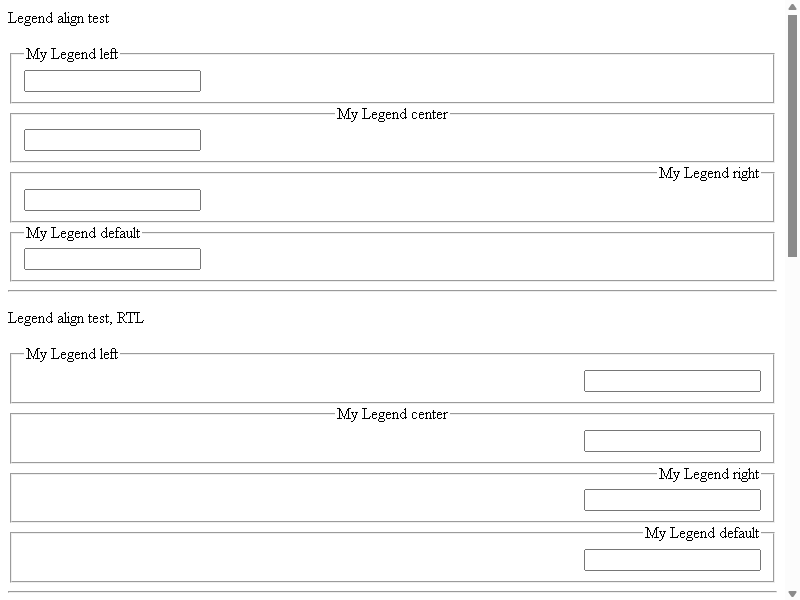 Legend align test
My Legend left
My Legend center
My Legend right
My Legend default
Legend align test, RTL
My Legend left
My Legend center
My Legend right
My Legend default